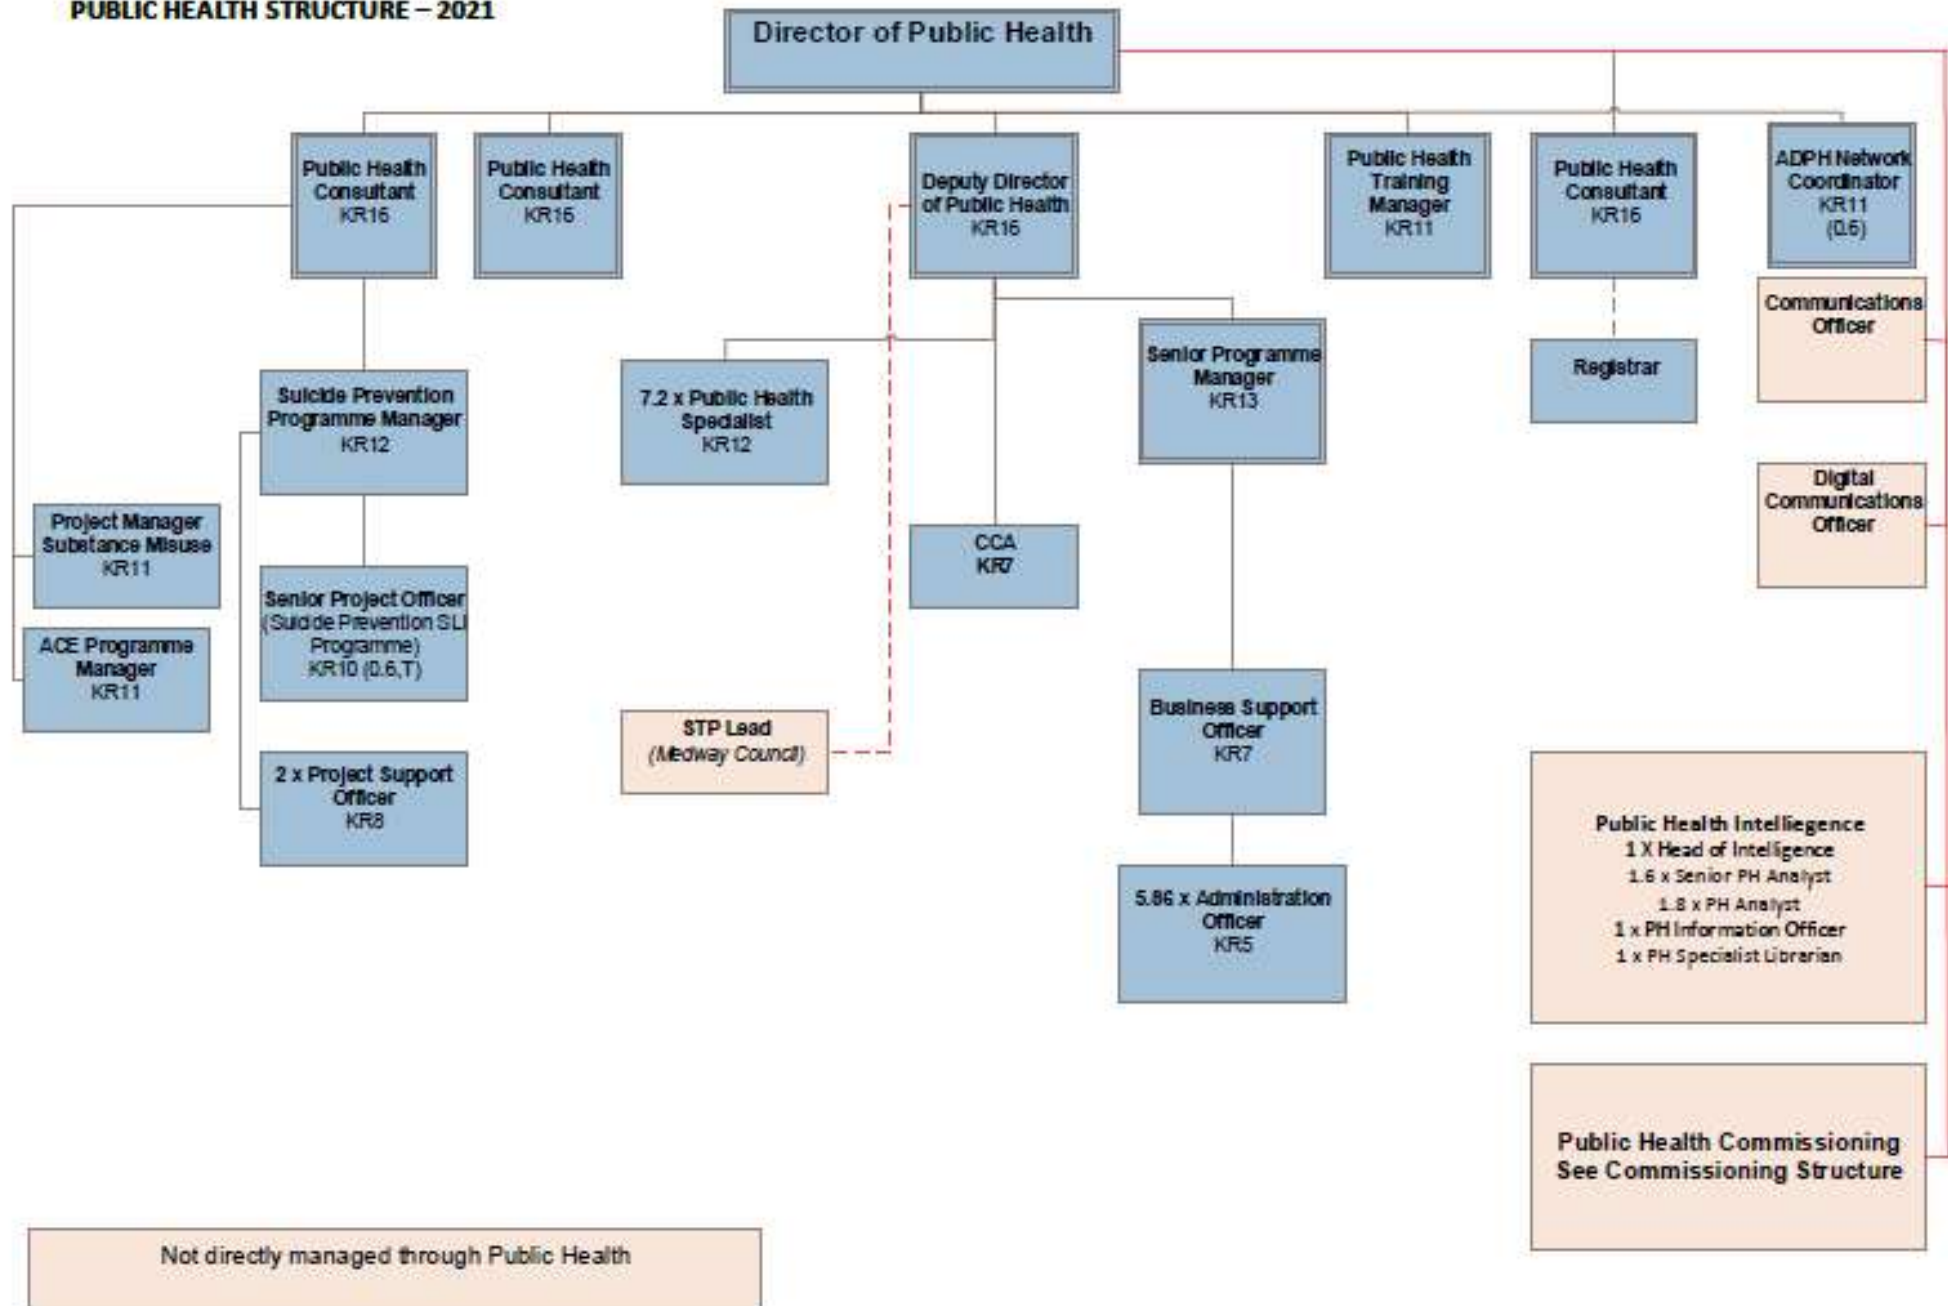 PUBLIC HEALTH STRUCTURE – 2021
Director of Public Health
Public Health
Consultant
KR16
Public Health
Consultant
KR16
Deputy Director
of Public Health
KR16
Public Health
Training
Manager
KR11
Public Health
Consultant
KR16
ADPH Network
Coordinator
KR11
(0.6)
Communications
Officer
Suicide Prevention
Programme Manager
KR12
7.2 x Public Health
Specialist
KR12
Senior Programme
Manager
KR13
Registrar
Digital
Communications
Officer
Project Manager
Substance Misuse
KR11
CCA
KR7
Senior Project Officer
(Suicide Prevention SLI
Programme)
KR10 (0.6,T)
ACE Programme
Manager
KR11
STP Lead
(Medway Council)
Business Support
Officer
KR7
2 x Project Support
Officer
KR8
Public Health Intelliegence
1 X Head of Intelligence
1.6 x Senior PH Analyst
1.8 x PH Analyst
1 x PH Information Officer
1 x PH Specialist Librarian
5.86 x Administration
Officer
KR5
Public Health Commissioning
See Commissioning Structure
Not directly managed through Public Health